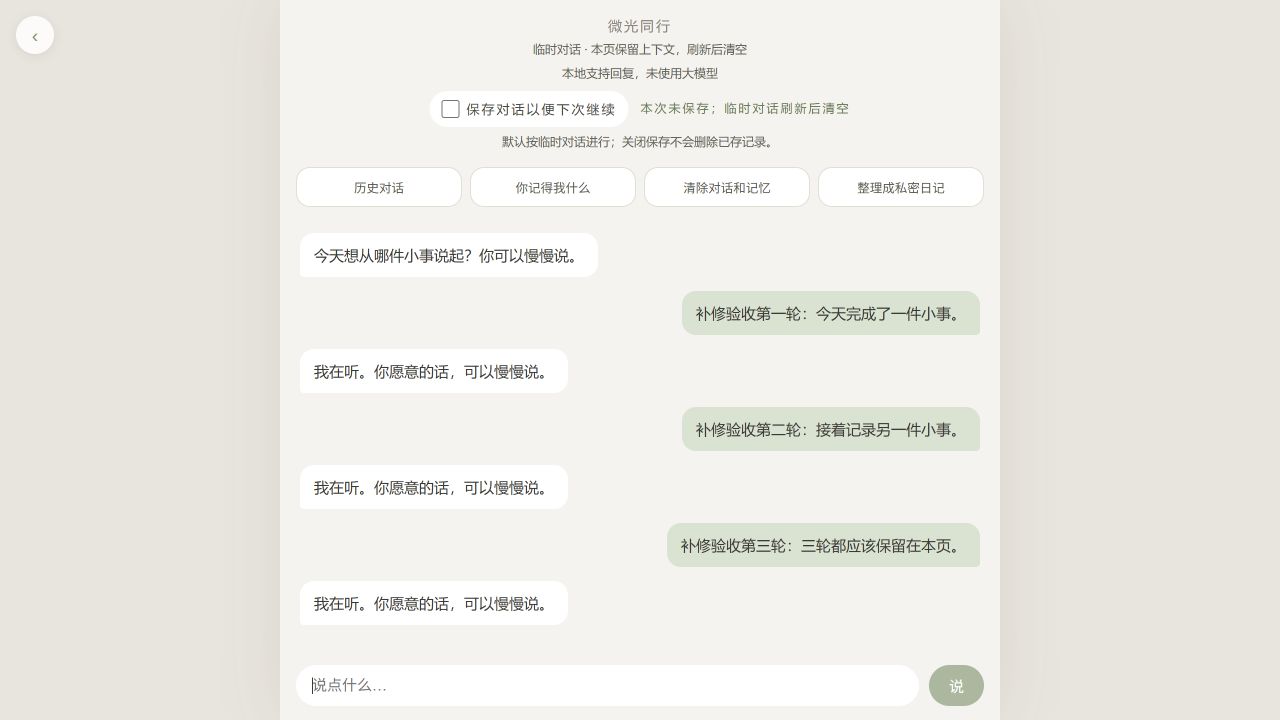 ‹
微光同行
临时对话 · 本页保留上下文，刷新后清空
本地支持回复，未使用大模型
保存对话以便下次继续 本次未保存；临时对话刷新后清空
默认按临时对话进行；关闭保存不会删除已存记录。
历史对话 你记得我什么 清除对话和记忆 整理成私密日记
今天想从哪件小事说起？你可以慢慢说。
补修验收第一轮：今天完成了一件小事。
我在听。你愿意的话，可以慢慢说。
补修验收第二轮：接着记录另一件小事。
我在听。你愿意的话，可以慢慢说。
补修验收第三轮：三轮都应该保留在本页。
我在听。你愿意的话，可以慢慢说。
说点什么… 说